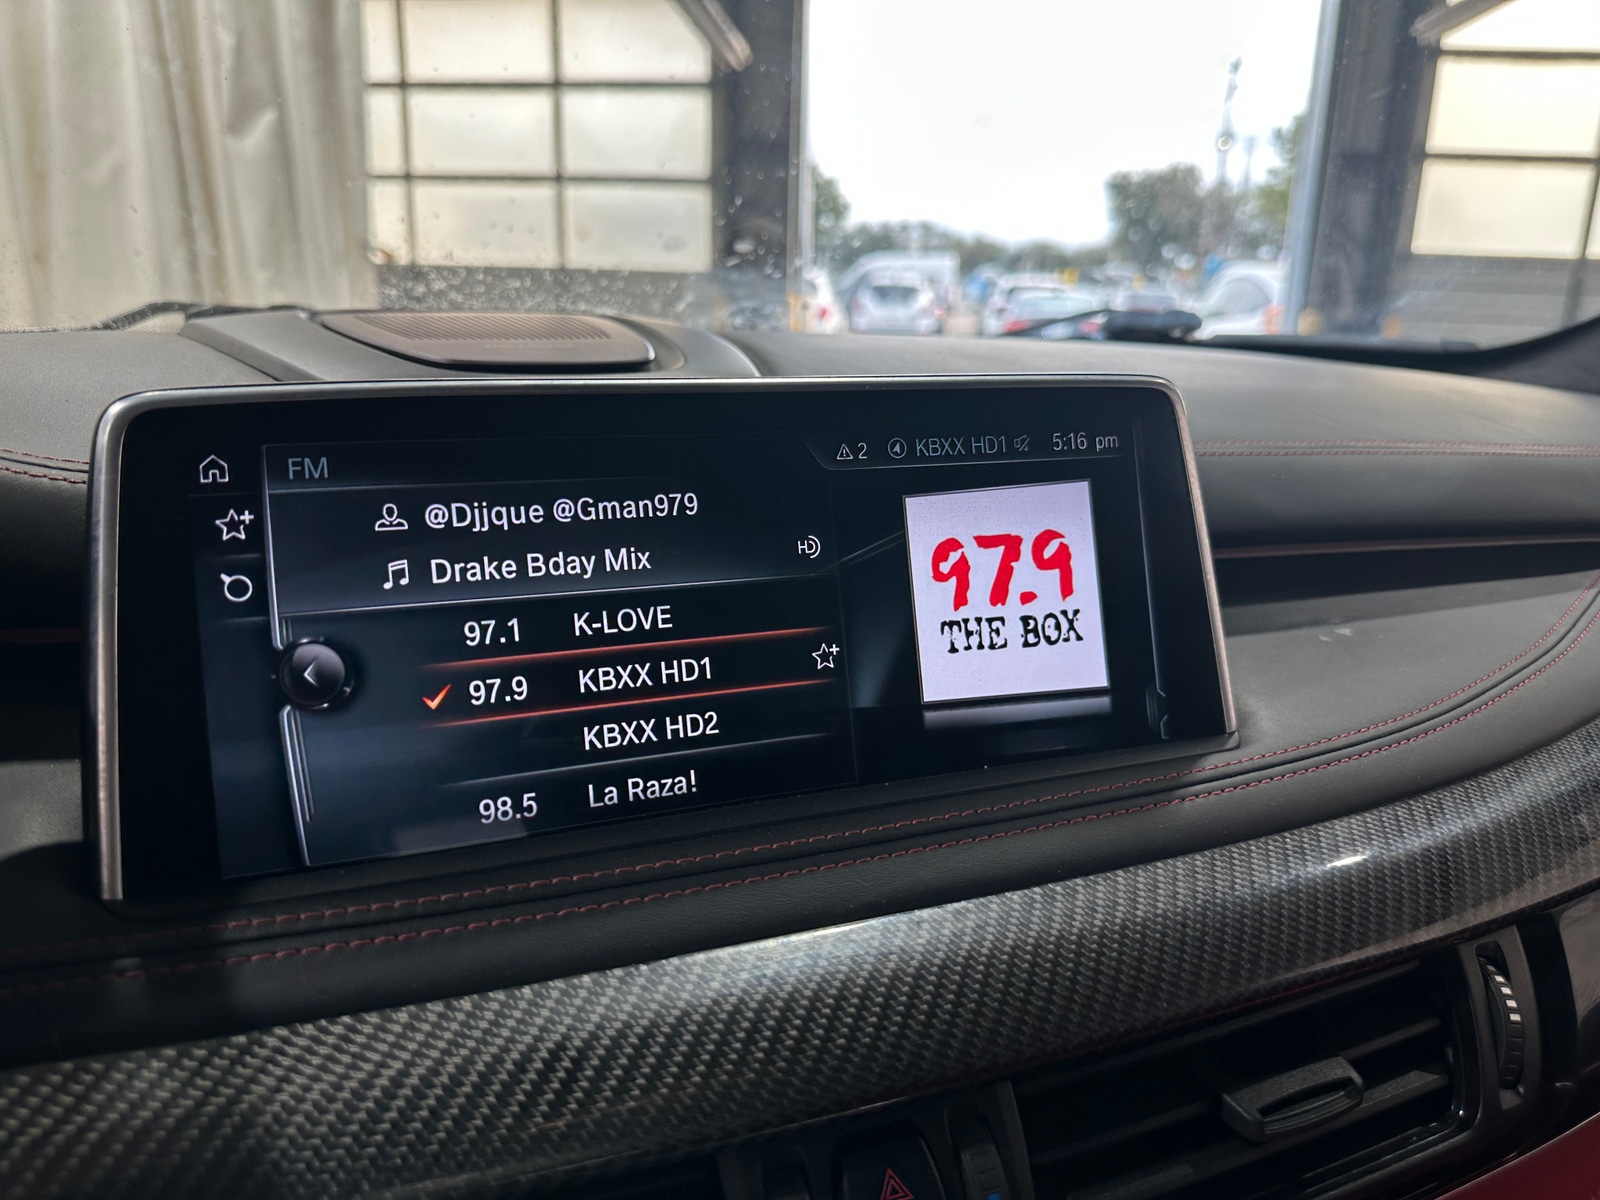 FM
2 KBXX HD1 5:16 pm
@Djjque @Gman979
Drake Bday Mix
HD
97.1 K-LOVE
97.9 KBXX HD1
KBXX HD2
98.5 La Raza!
97.9
THE BOX